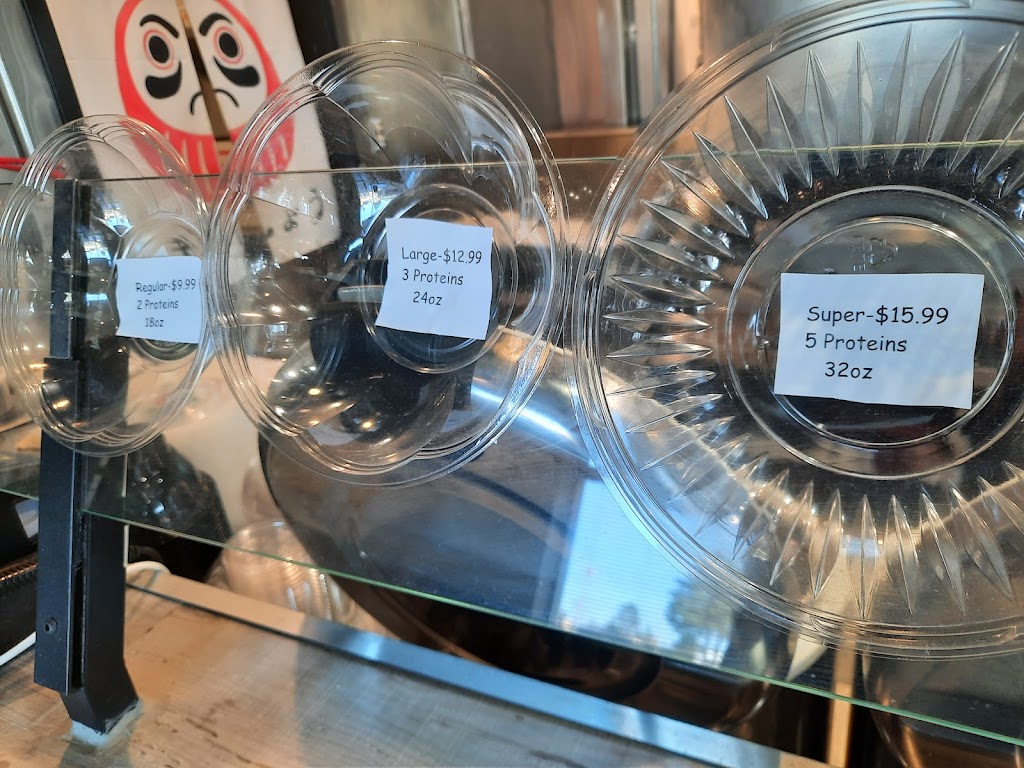 Regular-$9.99
2 Proteins
18oz
Large-$12.99
3 Proteins
24oz
Super-$15.99
5 Proteins
32oz